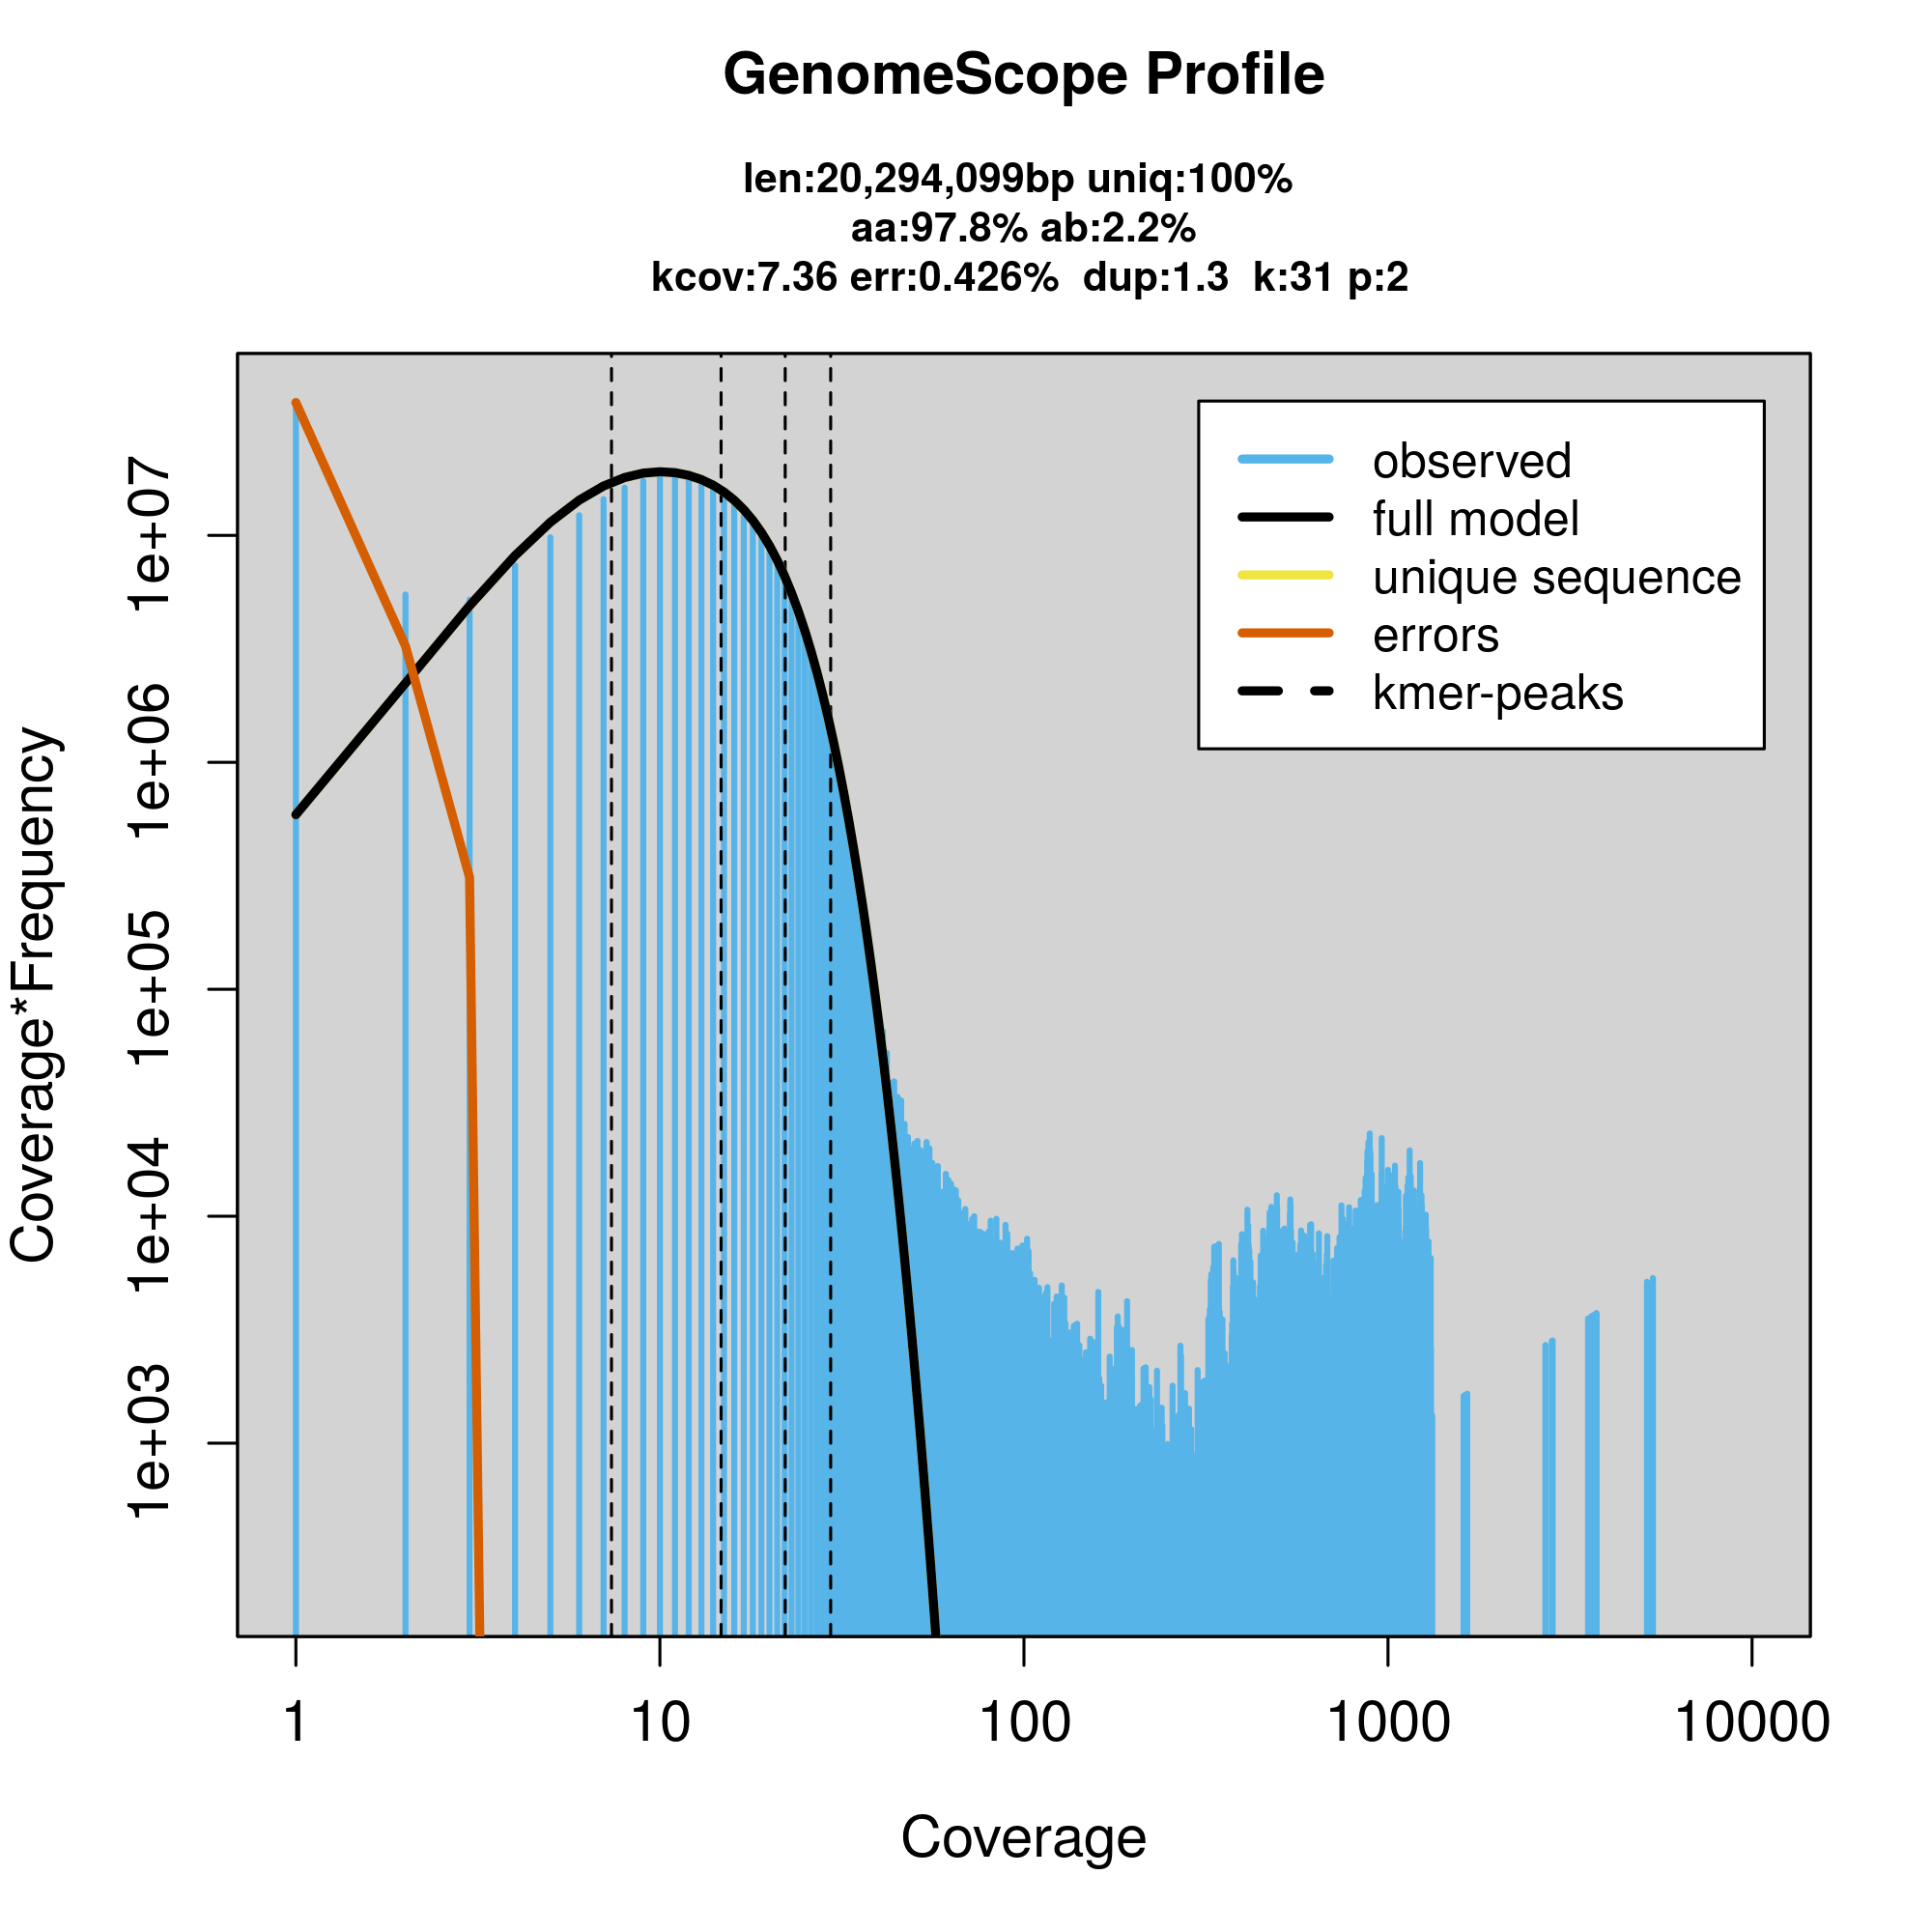 GenomeScope Profile
len:20,294,099bp uniq:100%
aa:97.8% ab:2.2%
kcov:7.36 err:0.426%  dup:1.3  k:31 p:2
observed
full model
unique sequence
errors
kmer-peaks
Coverage*Frequency
1e+07
1e+06
1e+05
1e+04
1e+03
1 10 100 1000 10000
Coverage